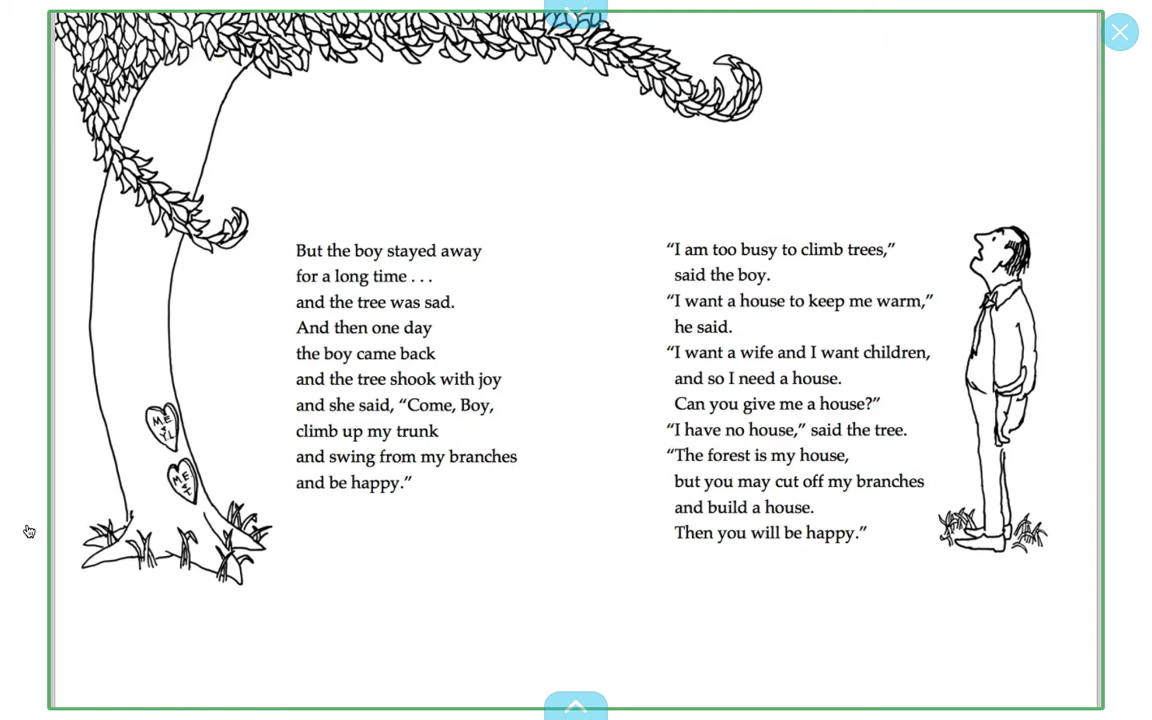 But the boy stayed away
for a long time . . .
and the tree was sad.
And then one day
the boy came back
and the tree shook with joy
and she said, “Come, Boy,
climb up my trunk
and swing from my branches
and be happy.”
“I am too busy to climb trees,”
said the boy.
“I want a house to keep me warm,”
he said.
“I want a wife and I want children,
and so I need a house.
Can you give me a house?”
“I have no house,” said the tree.
“The forest is my house,
but you may cut off my branches
and build a house.
Then you will be happy.”
M E
+
Y. L.
M E
+
T